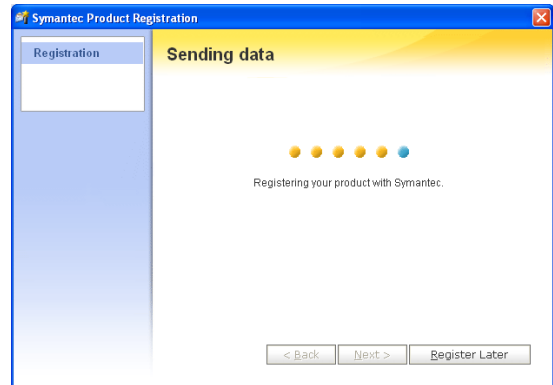 Symantec Product Registration
Registration
Sending data
Registering your product with Symantec.
< Back
Next >
Register Later